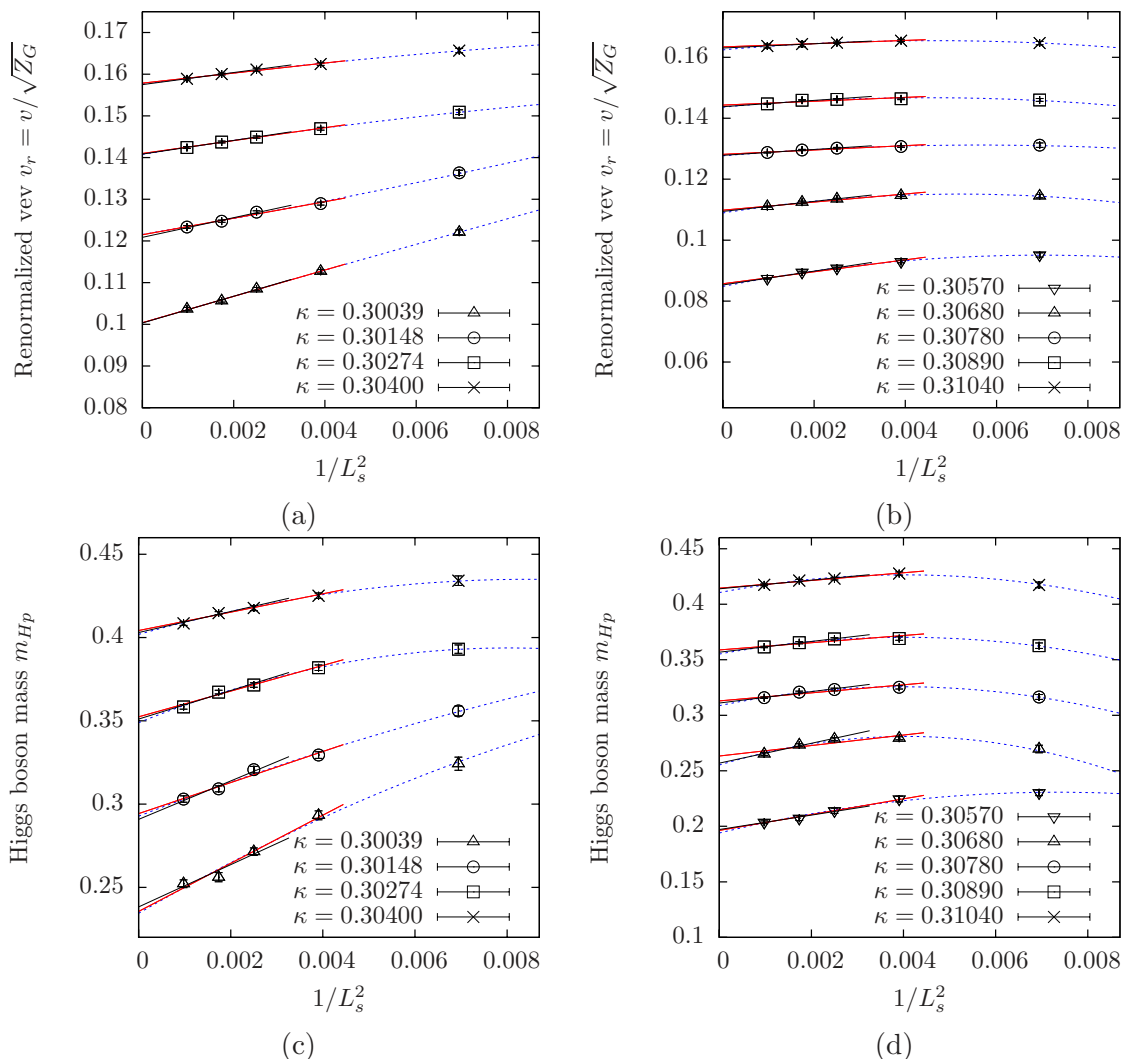 Renormalized vev $v_r = v/\sqrt{Z_G}$
0.17
0.16
0.15
0.14
0.13
0.12
0.11
0.1
0.09
0.08
κ = 0.30039
κ = 0.30148
κ = 0.30274
κ = 0.30400
0 0.002 0.004 0.006 0.008
$1/L_s^2$
(a)
Renormalized vev $v_r = v/\sqrt{Z_G}$
0.16
0.14
0.12
0.1
0.08
0.06
κ = 0.30570
κ = 0.30680
κ = 0.30780
κ = 0.30890
κ = 0.31040
0 0.002 0.004 0.006 0.008
$1/L_s^2$
(b)
Higgs boson mass $m_{Hp}$
0.45
0.4
0.35
0.3
0.25
κ = 0.30039
κ = 0.30148
κ = 0.30274
κ = 0.30400
0 0.002 0.004 0.006 0.008
$1/L_s^2$
(c)
Higgs boson mass $m_{Hp}$
0.45
0.4
0.35
0.3
0.25
0.2
0.15
0.1
κ = 0.30570
κ = 0.30680
κ = 0.30780
κ = 0.30890
κ = 0.31040
0 0.002 0.004 0.006 0.008
$1/L_s^2$
(d)